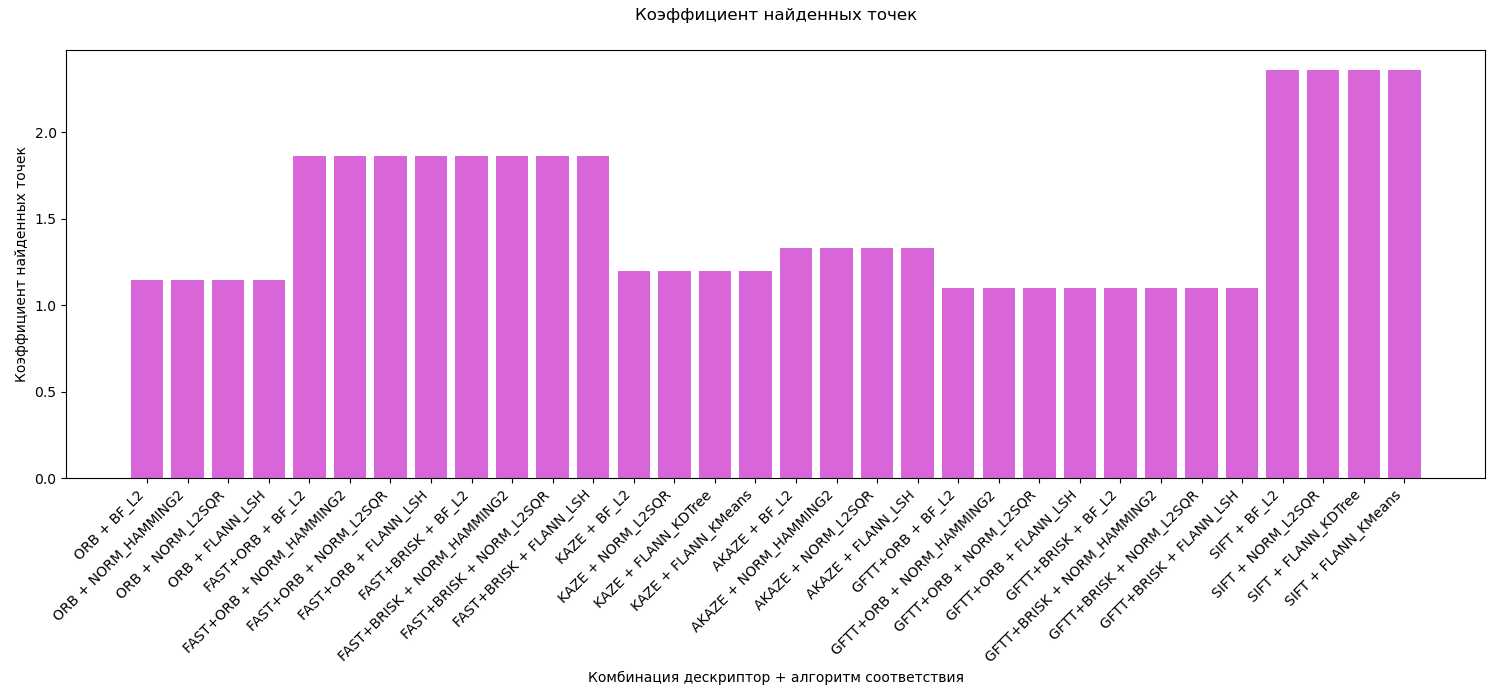 Коэффициент найденных точек
Коэффициент найденных точек
2.0
1.5
1.0
0.5
0.0
ORB + BF_L2
ORB + NORM_HAMMING2
ORB + NORM_L2SQR
ORB + FLANN_LSH
FAST+ORB + BF_L2
FAST+ORB + NORM_HAMMING2
FAST+ORB + NORM_L2SQR
FAST+ORB + FLANN_LSH
FAST+BRISK + BF_L2
FAST+BRISK + NORM_HAMMING2
FAST+BRISK + NORM_L2SQR
FAST+BRISK + FLANN_LSH
KAZE + BF_L2
KAZE + NORM_L2SQR
KAZE + FLANN_KDTree
KAZE + FLANN_KMeans
AKAZE + BF_L2
AKAZE + NORM_HAMMING2
AKAZE + NORM_L2SQR
AKAZE + FLANN_LSH
GFTT+ORB + BF_L2
GFTT+ORB + NORM_HAMMING2
GFTT+ORB + NORM_L2SQR
GFTT+ORB + FLANN_LSH
GFTT+BRISK + BF_L2
GFTT+BRISK + NORM_HAMMING2
GFTT+BRISK + NORM_L2SQR
GFTT+BRISK + FLANN_LSH
SIFT + BF_L2
SIFT + NORM_L2SQR
SIFT + FLANN_KDTree
SIFT + FLANN_KMeans
Комбинация дескриптор + алгоритм соответствия